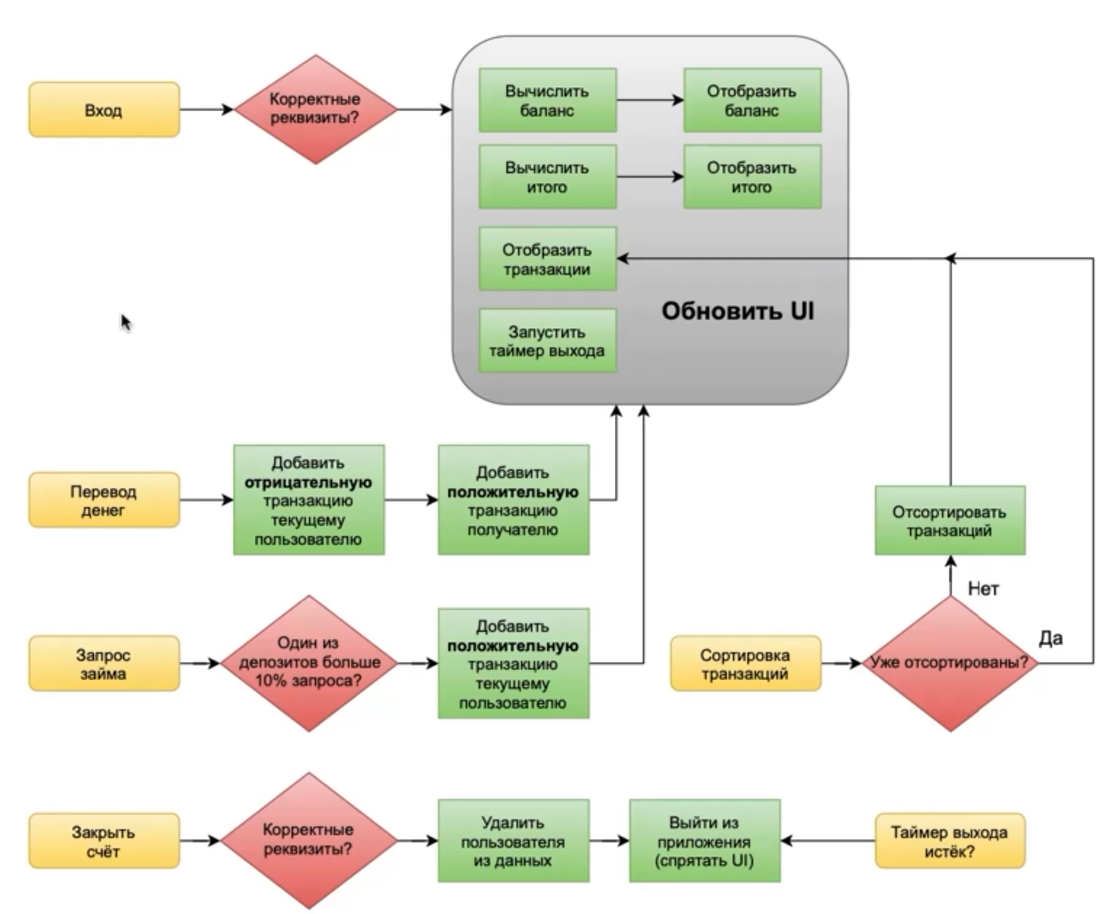 Вход
Корректные
реквизиты?
Вычислить
баланс
Отобразить
баланс
Вычислить
итого
Отобразить
итого
Отобразить
транзакции
Обновить UI
Запустить
таймер выхода
Перевод
денег
Добавить
отрицательную
транзакцию
текущему
пользователю
Добавить
положительную
транзакцию
получателю
Отсортировать
транзакций
Нет
Да
Запрос
займа
Один из
депозитов больше
10% запроса?
Добавить
положительную
транзакцию
текущему
пользователю
Сортировка
транзакций
Уже отсортированы?
Закрыть
счёт
Корректные
реквизиты?
Удалить
пользователя
из данных
Выйти из
приложения
(спрятать UI)
Таймер выхода
истёк?